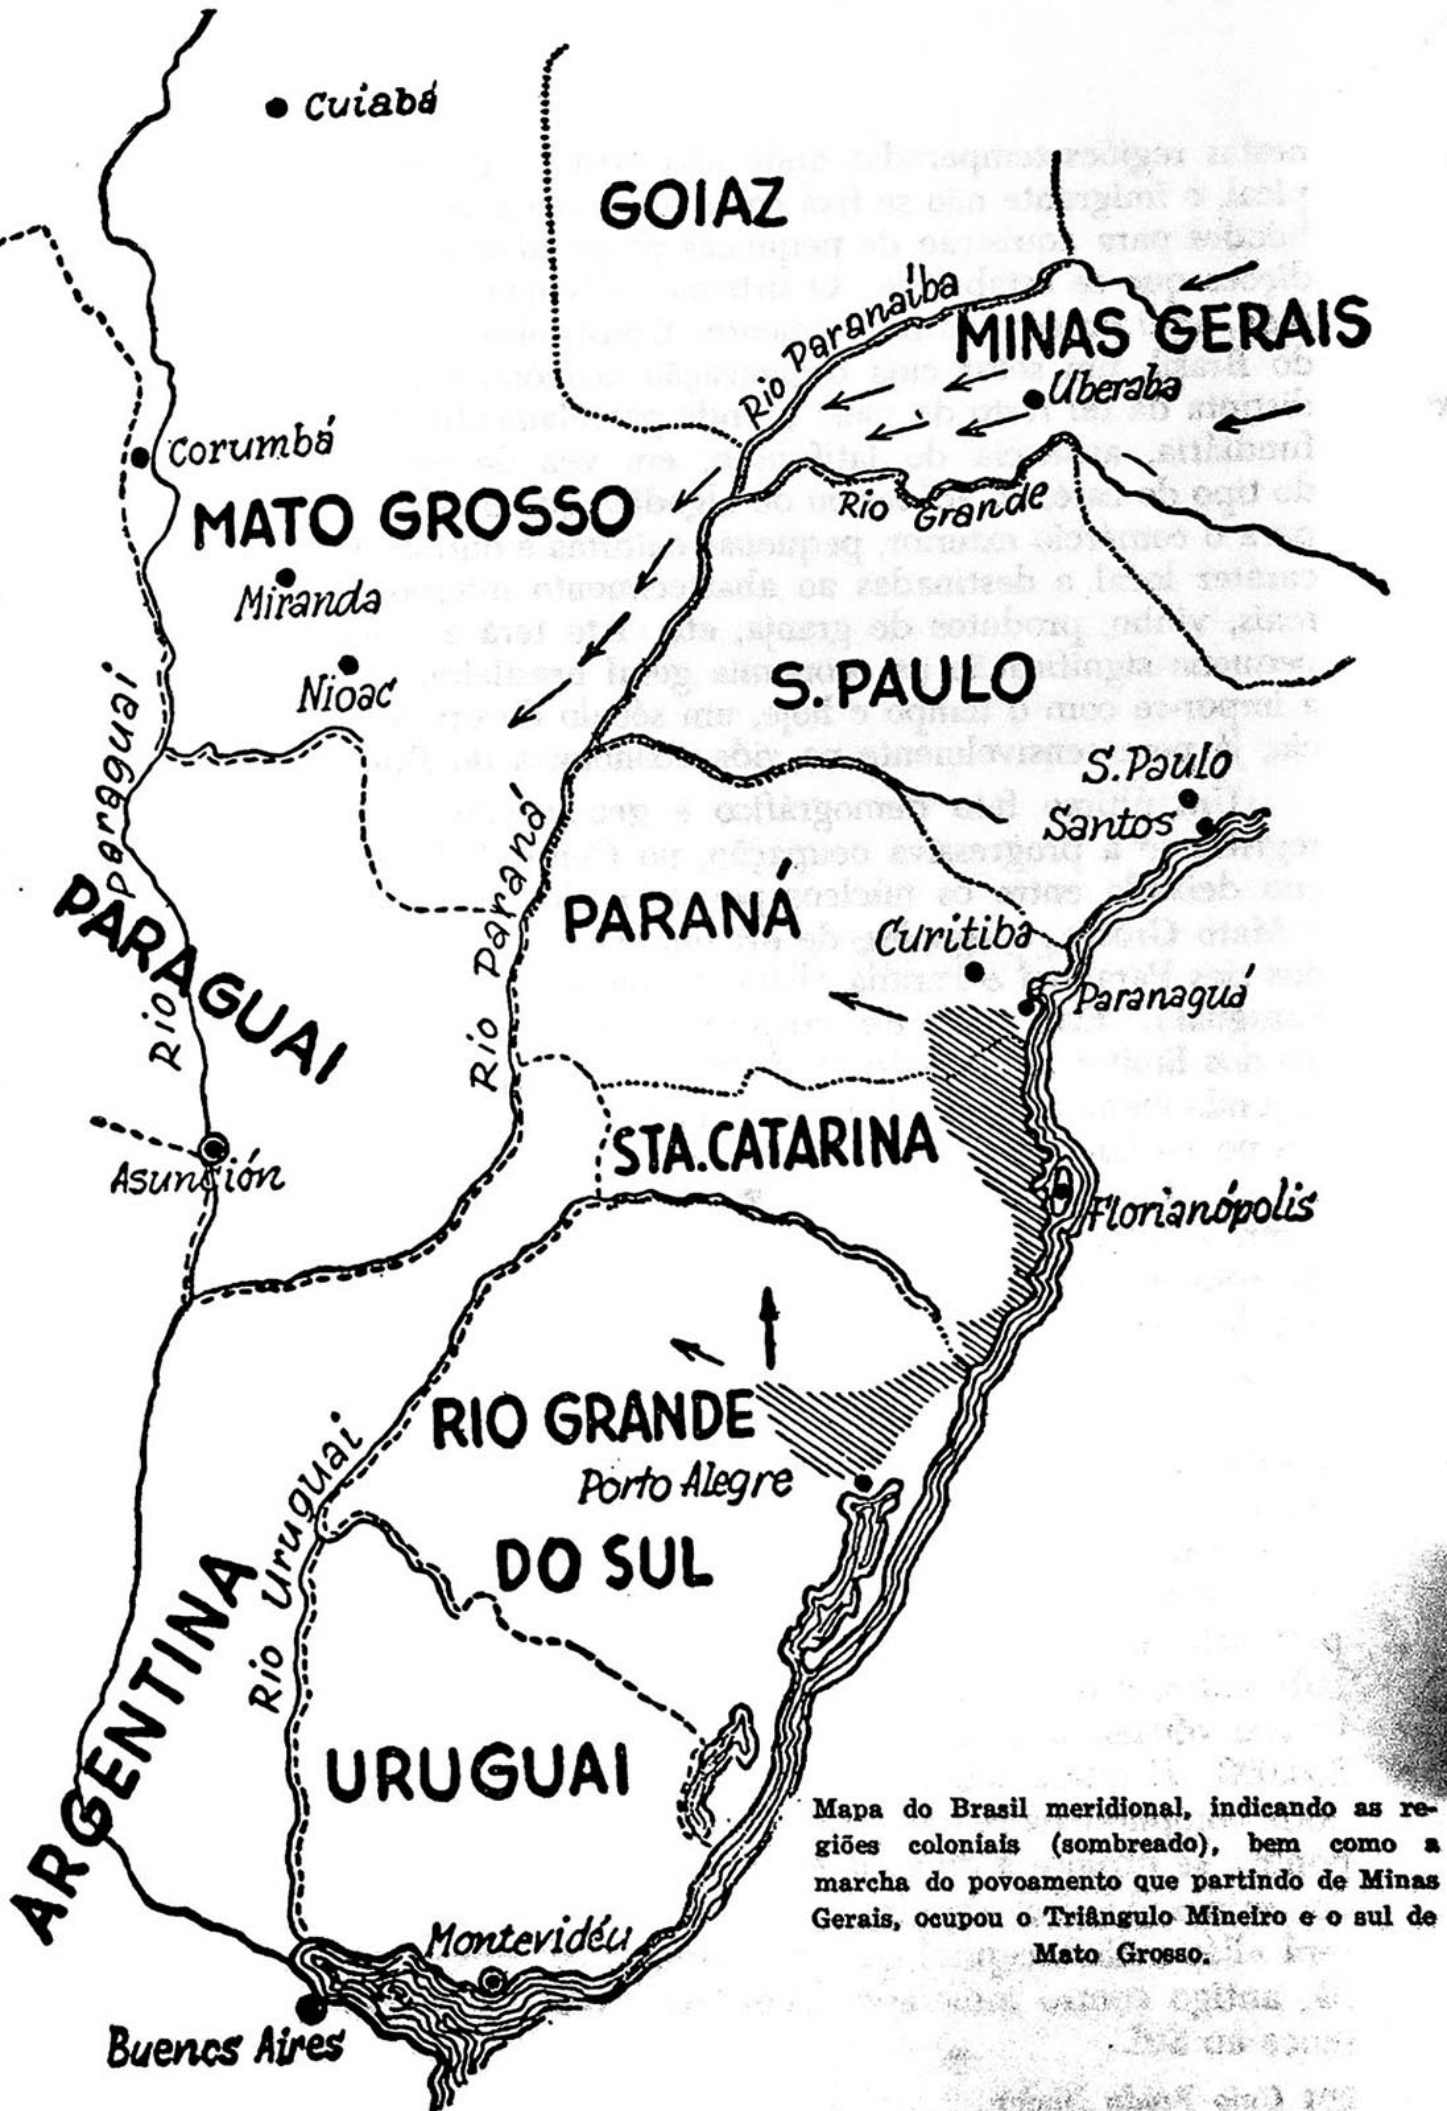 Cuiabá
GOIAZ
Rio Paranaíba
MINAS GERAIS
Uberaba
Corumbá
MATO GROSSO
Rio Grande
Miranda
Nioac
S.PAULO
S.Paulo
Santos
Rio Paraguai
PARAGUAI
Rio Paraná
PARANÁ
Curitiba
Paranaguá
Asunción
STA.CATARINA
Florianópolis
RIO GRANDE
Porto Alegre
DO SUL
Rio Uruguai
ARGENTINA
URUGUAI
Montevidéu
Buenos Aires
Mapa do Brasil meridional, indicando as re-
giões coloniais (sombreado), bem como a
marcha do povoamento que partindo de Minas
Gerais, ocupou o Triângulo Mineiro e o sul de
Mato Grosso.